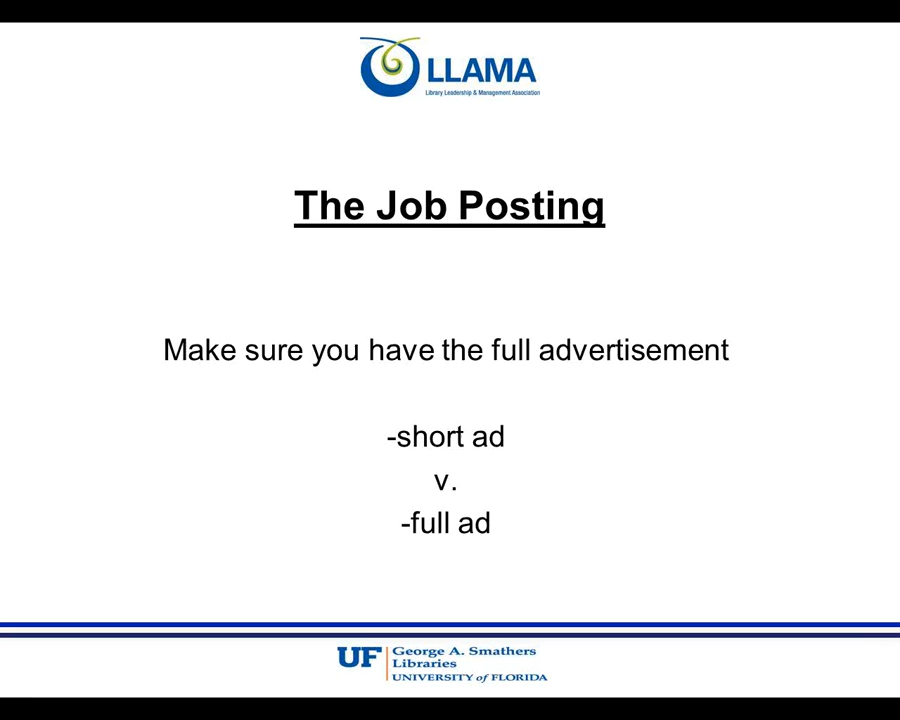 LLAMA
Library Leadership & Management Association
The Job Posting
Make sure you have the full advertisement
-short ad
v.
-full ad
UF
George A. Smathers
Libraries
UNIVERSITY of FLORIDA